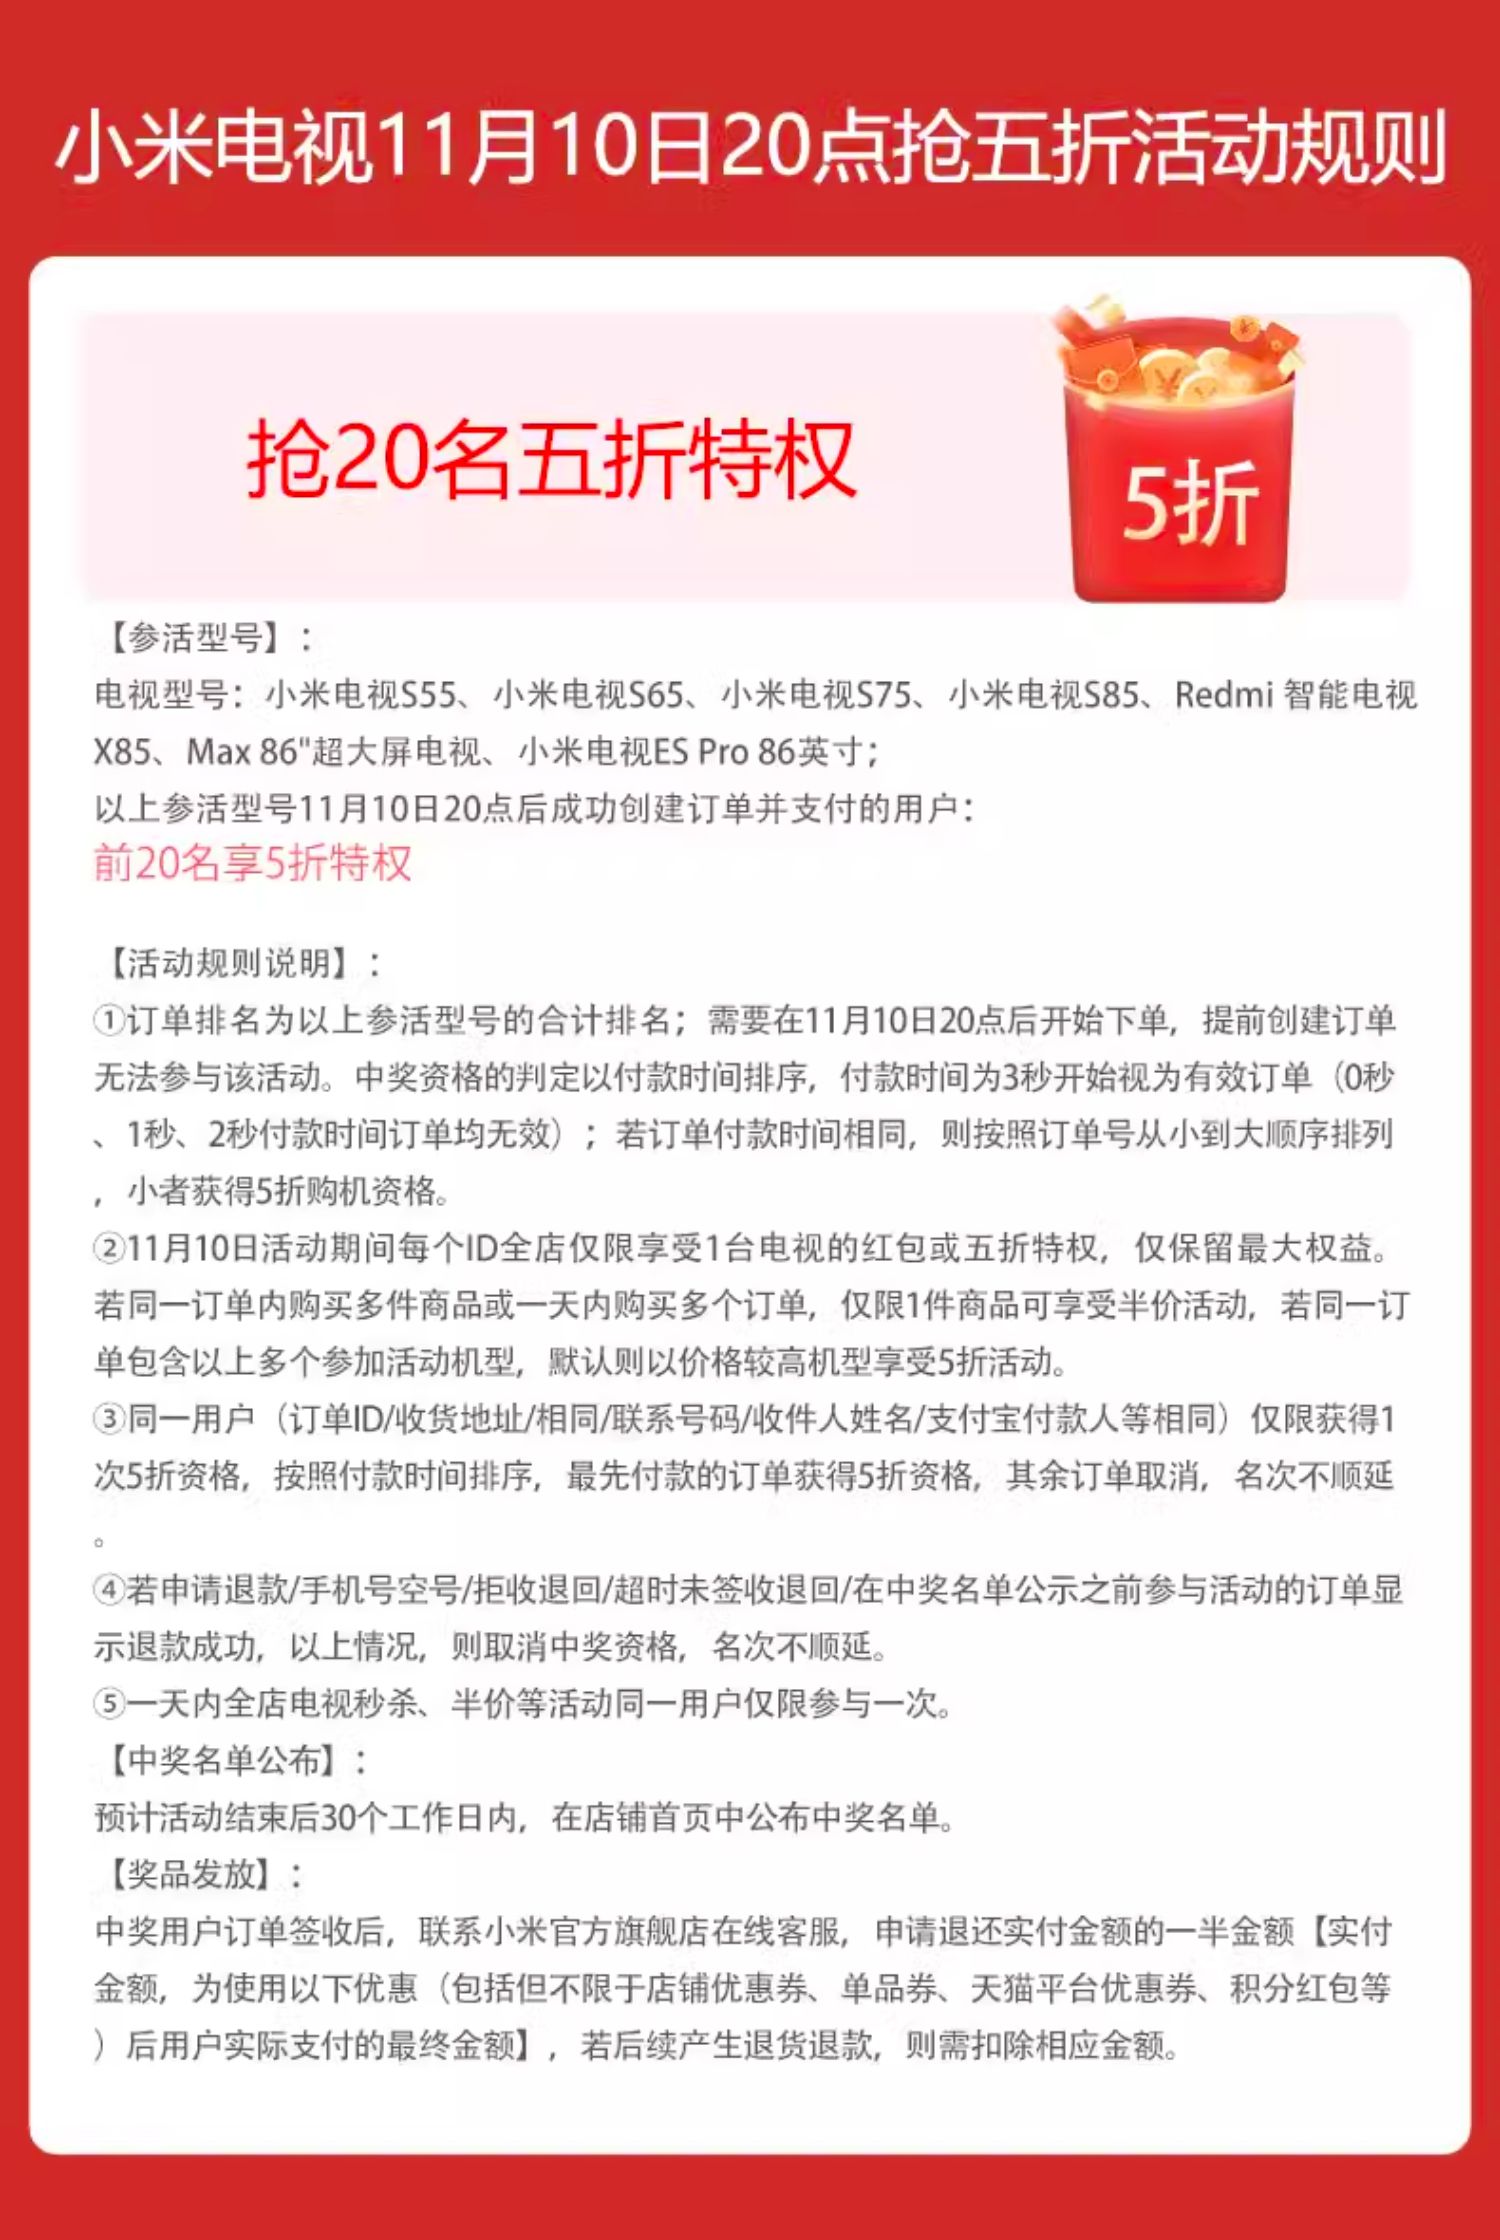 小米电视11月10日20点抢五折活动规则
抢20名五折特权
5折
【参活型号】：
电视型号：小米电视S55、小米电视S65、小米电视S75、小米电视S85、Redmi 智能电视
X85、Max 86"超大屏电视、小米电视ES Pro 86英寸；
以上参活型号11月10日20点后成功创建订单并支付的用户：
前20名享5折特权
【活动规则说明】：
①订单排名为以上参活型号的合计排名；需要在11月10日20点后开始下单，提前创建订单
无法参与该活动。中奖资格的判定以付款时间排序，付款时间为3秒开始视为有效订单（0秒
、1秒、2秒付款时间订单均无效）；若订单付款时间相同，则按照订单号从小到大顺序排列
，小者获得5折购机资格。
②11月10日活动期间每个ID全店仅限享受1台电视的红包或五折特权，仅保留最大权益。
若同一订单内购买多件商品或一天内购买多个订单，仅限1件商品可享受半价活动，若同一订
单包含以上多个参加活动机型，默认则以价格较高机型享受5折活动。
③同一用户（订单ID/收货地址/相同/联系号码/收件人姓名/支付宝付款人等相同）仅限获得1
次5折资格，按照付款时间排序，最先付款的订单获得5折资格，其余订单取消，名次不顺延
。
④若申请退款/手机号空号/拒收退回/超时未签收退回/在中奖名单公示之前参与活动的订单显
示退款成功，以上情况，则取消中奖资格，名次不顺延。
⑤一天内全店电视秒杀、半价等活动同一用户仅限参与一次。
【中奖名单公布】：
预计活动结束后30个工作日内，在店铺首页中公布中奖名单。
【奖品发放】：
中奖用户订单签收后，联系小米官方旗舰店在线客服，申请退还实付金额的一半金额【实付
金额，为使用以下优惠（包括但不限于店铺优惠券、单品券、天猫平台优惠券、积分红包等
）后用户实际支付的最终金额】，若后续产生退货退款，则需扣除相应金额。